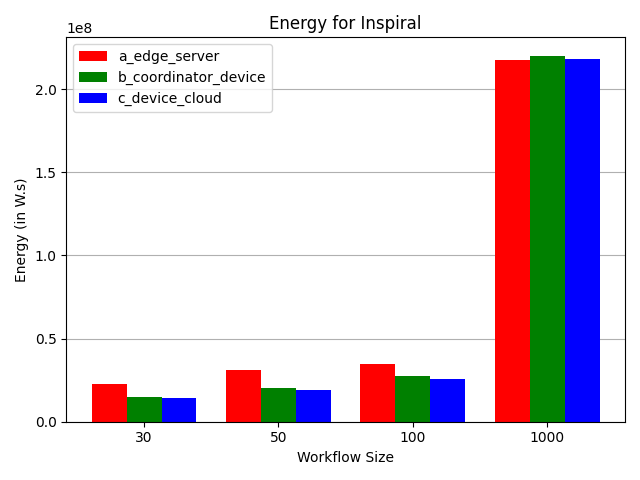 Energy for Inspiral
1e8
a_edge_server
b_coordinator_device
c_device_cloud
2.0
1.5
1.0
0.5
0.0
Energy (in W.s)
30 50 100 1000
Workflow Size